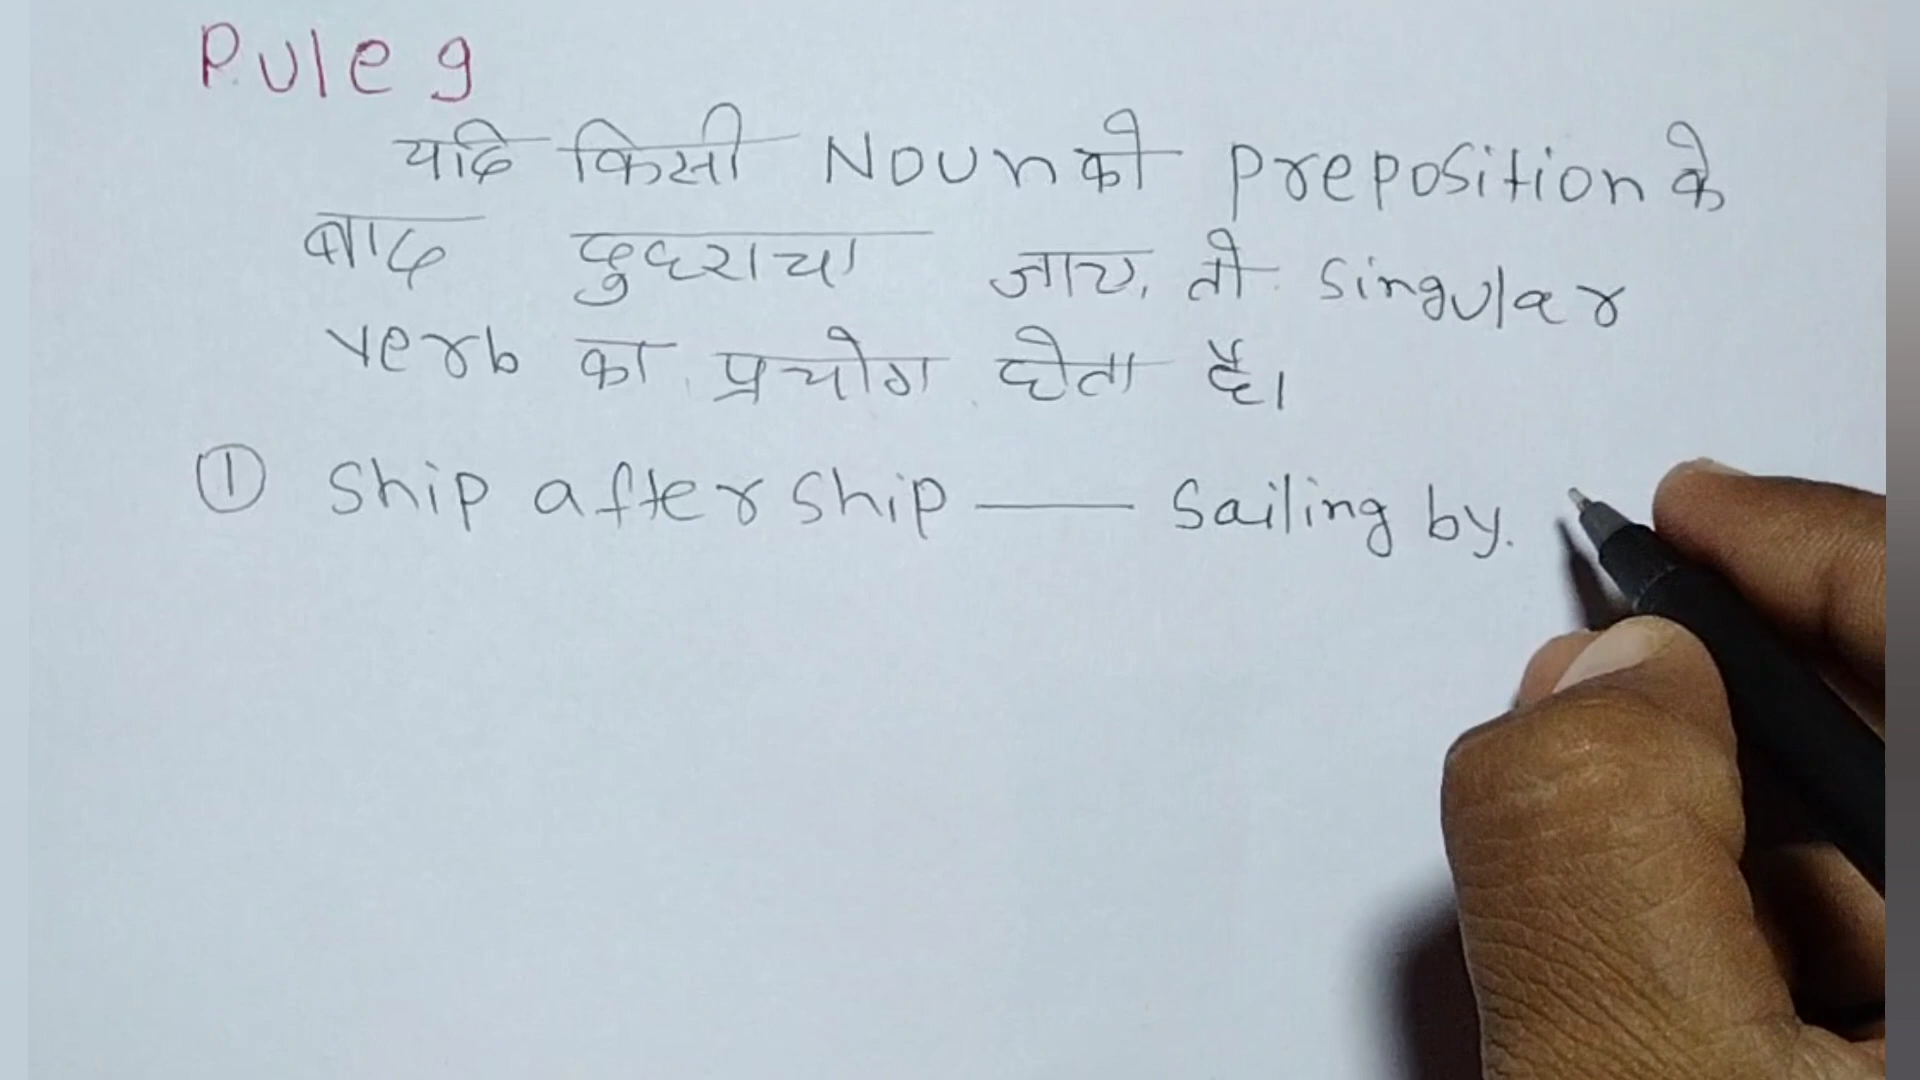 Rule 9
यदि किसी Noun को preposition के
बाद दुहराया जाय, तो singular
verb का प्रयोग होता है।
① Ship after ship —— sailing by.